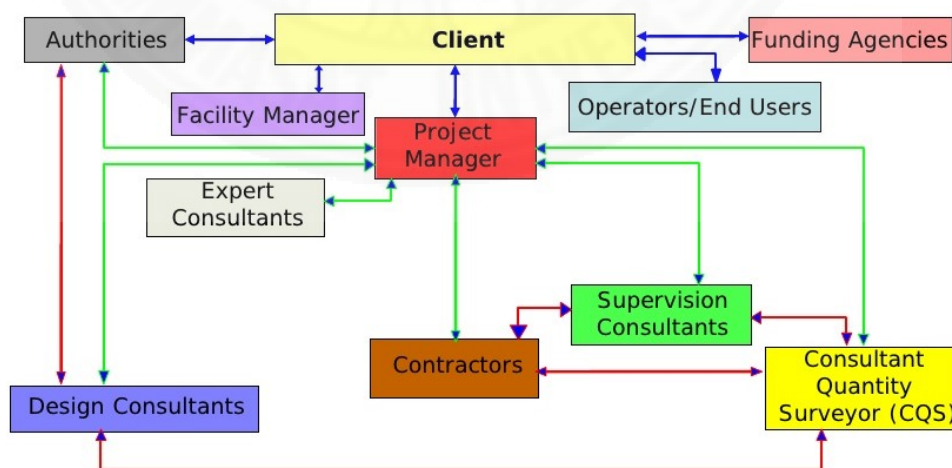 Authorities
Client
Funding Agencies
Facility Manager
Operators/End Users
Project
Manager
Expert
Consultants
Supervision
Consultants
Contractors
Consultant
Quantity
Surveyor (CQS)
Design Consultants